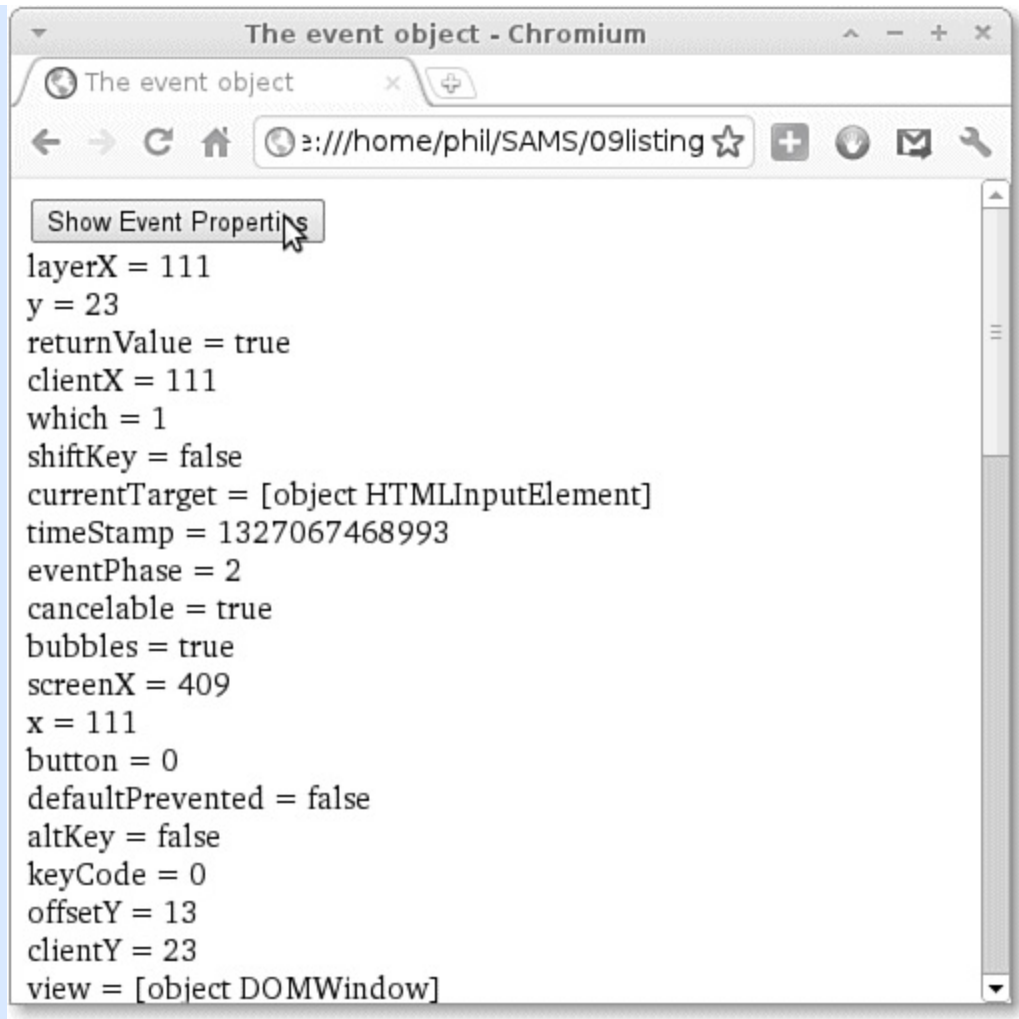 The event object - Chromium
The event object
e:///home/phil/SAMS/09listing
Show Event Properties
layerX = 111
y = 23
returnValue = true
clientX = 111
which = 1
shiftKey = false
currentTarget = [object HTMLInputElement]
timeStamp = 1327067468993
eventPhase = 2
cancelable = true
bubbles = true
screenX = 409
x = 111
button = 0
defaultPrevented = false
altKey = false
keyCode = 0
offsetY = 13
clientY = 23
view = [object DOMWindow]